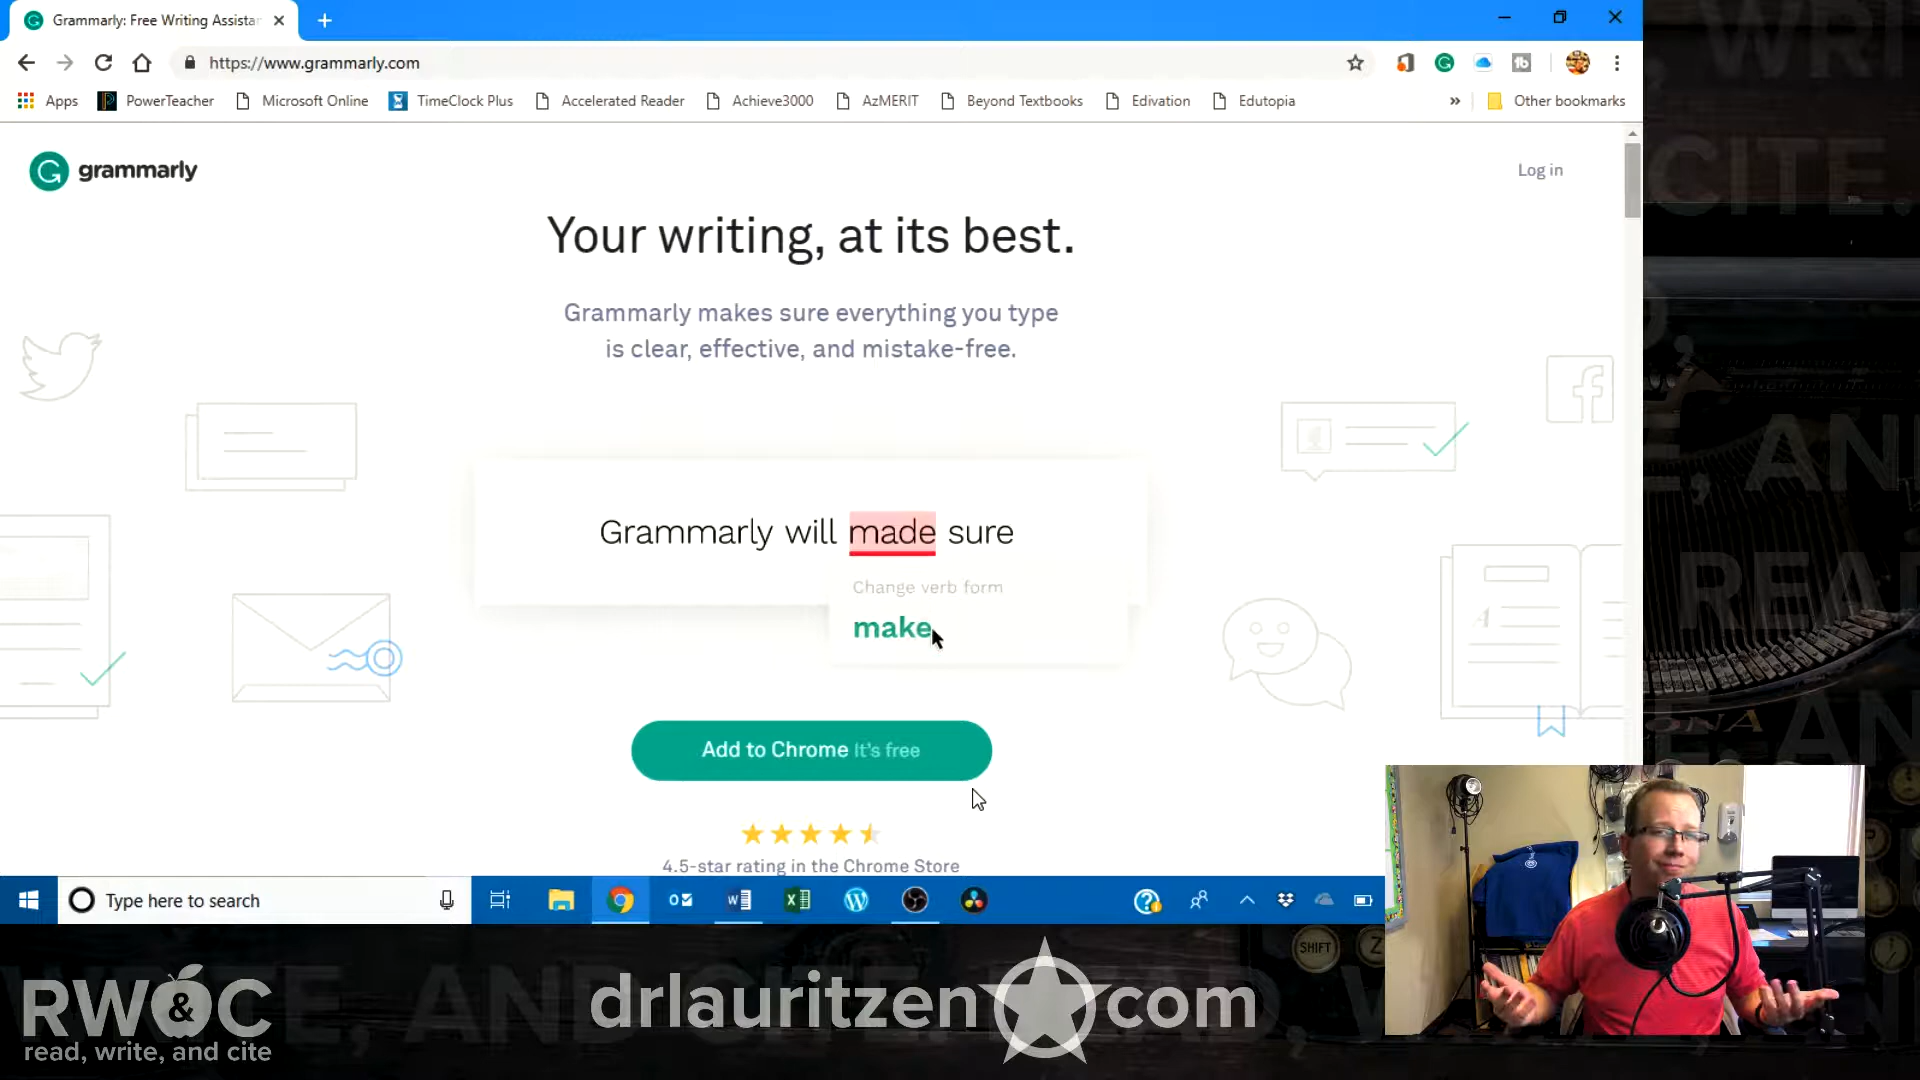 Grammarly: Free Writing Assista
https://www.grammarly.com
Apps PowerTeacher Microsoft Online TimeClock Plus Accelerated Reader Achieve3000 AzMERIT Beyond Textbooks Edivation Edutopia » Other bookmarks
grammarly
Log in
Your writing, at its best.
Grammarly makes sure everything you type
is clear, effective, and mistake-free.
Grammarly will made sure
Change verb form
make
Add to Chrome It's free
4.5-star rating in the Chrome Store
Type here to search
RW&C
read, write, and cite
drlauritzen
com
SHIFT